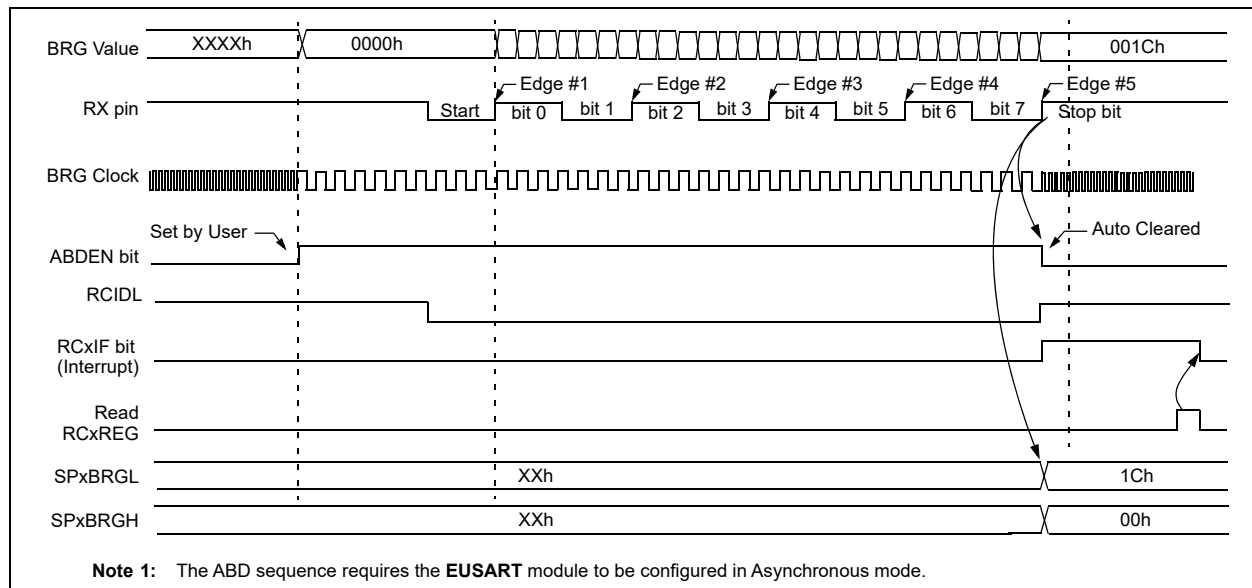 BRG Value XXXXh 0000h 001Ch
Edge #1 Edge #2 Edge #3 Edge #4 Edge #5
RX pin Start bit 0 bit 1 bit 2 bit 3 bit 4 bit 5 bit 6 bit 7 Stop bit
BRG Clock
Set by User Auto Cleared
ABDEN bit
RCIDL
RCxIF bit
(Interrupt)
Read
RCxREG
SPxBRGL XXh 1Ch
SPxBRGH XXh 00h
Note 1: The ABD sequence requires the EUSART module to be configured in Asynchronous mode.